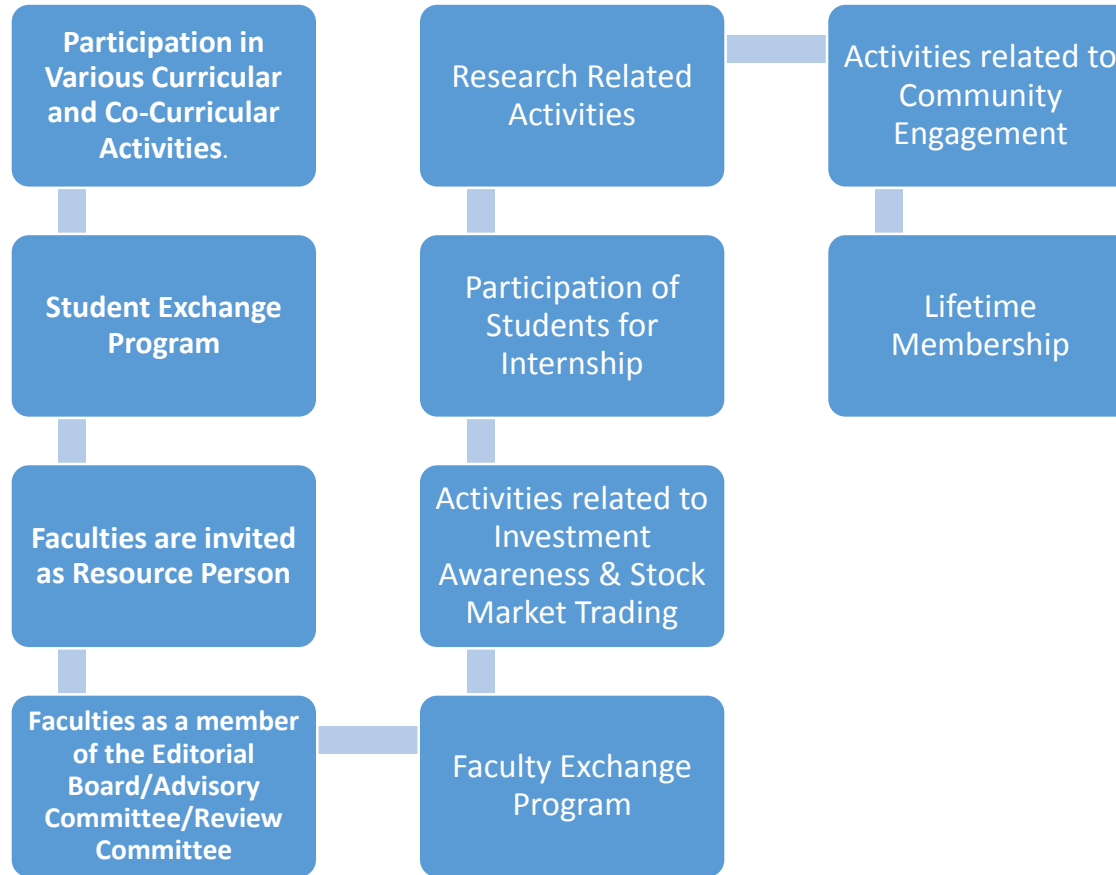 Participation in
Various Curricular
and Co-Curricular
Activities.
Student Exchange
Program
Faculties are invited
as Resource Person
Faculties as a member
of the Editorial
Board/Advisory
Committee/Review
Committee
Faculty Exchange
Program
Activities related to
Investment
Awareness & Stock
Market Trading
Participation of
Students for
Internship
Research Related
Activities
Activities related to
Community
Engagement
Lifetime
Membership